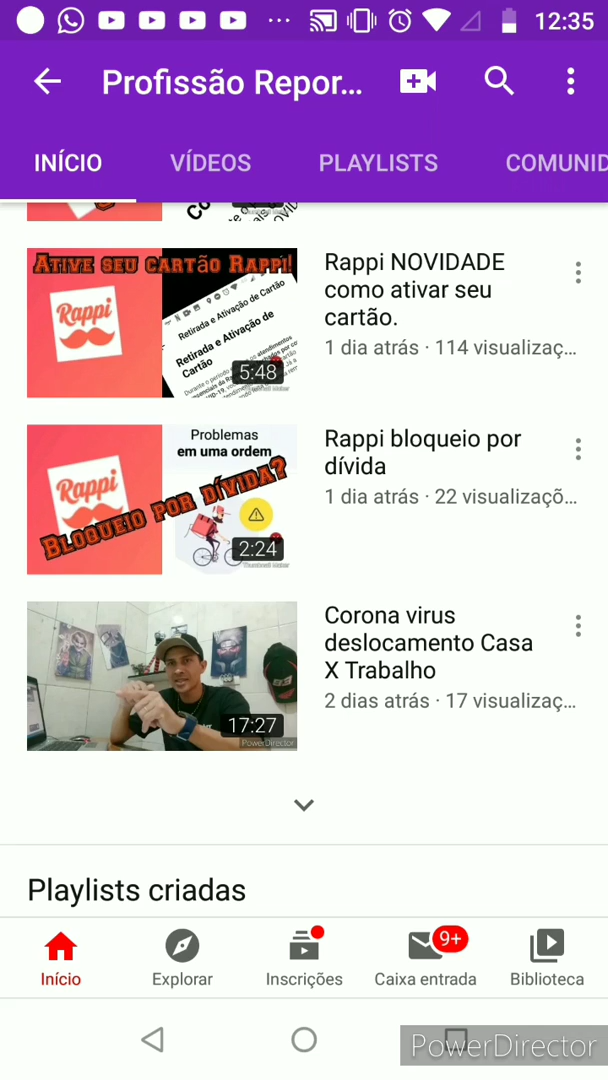 12:35
Profissão Repor...
INÍCIO
VÍDEOS
PLAYLISTS
COMUNID
ATIVE SEU CARTÃO RAPPI!
Rappi
Retirada e Ativação de Cartão
Retirada e Ativação de
Cartão
5:48
Rappi NOVIDADE
como ativar seu
cartão.
1 dia atrás · 114 visualizaç...
Problemas
em uma ordem
Rappi
BLOQUEIO POR DÍVIDA?
2:24
Thumbnail Maker
Rappi bloqueio por
dívida
1 dia atrás · 22 visualizaçõ...
17:27
PowerDirector
Corona virus
deslocamento Casa
X Trabalho
2 dias atrás · 17 visualizaç...
Playlists criadas
9+
Início
Explorar
Inscrições
Caixa entrada
Biblioteca
PowerDirector